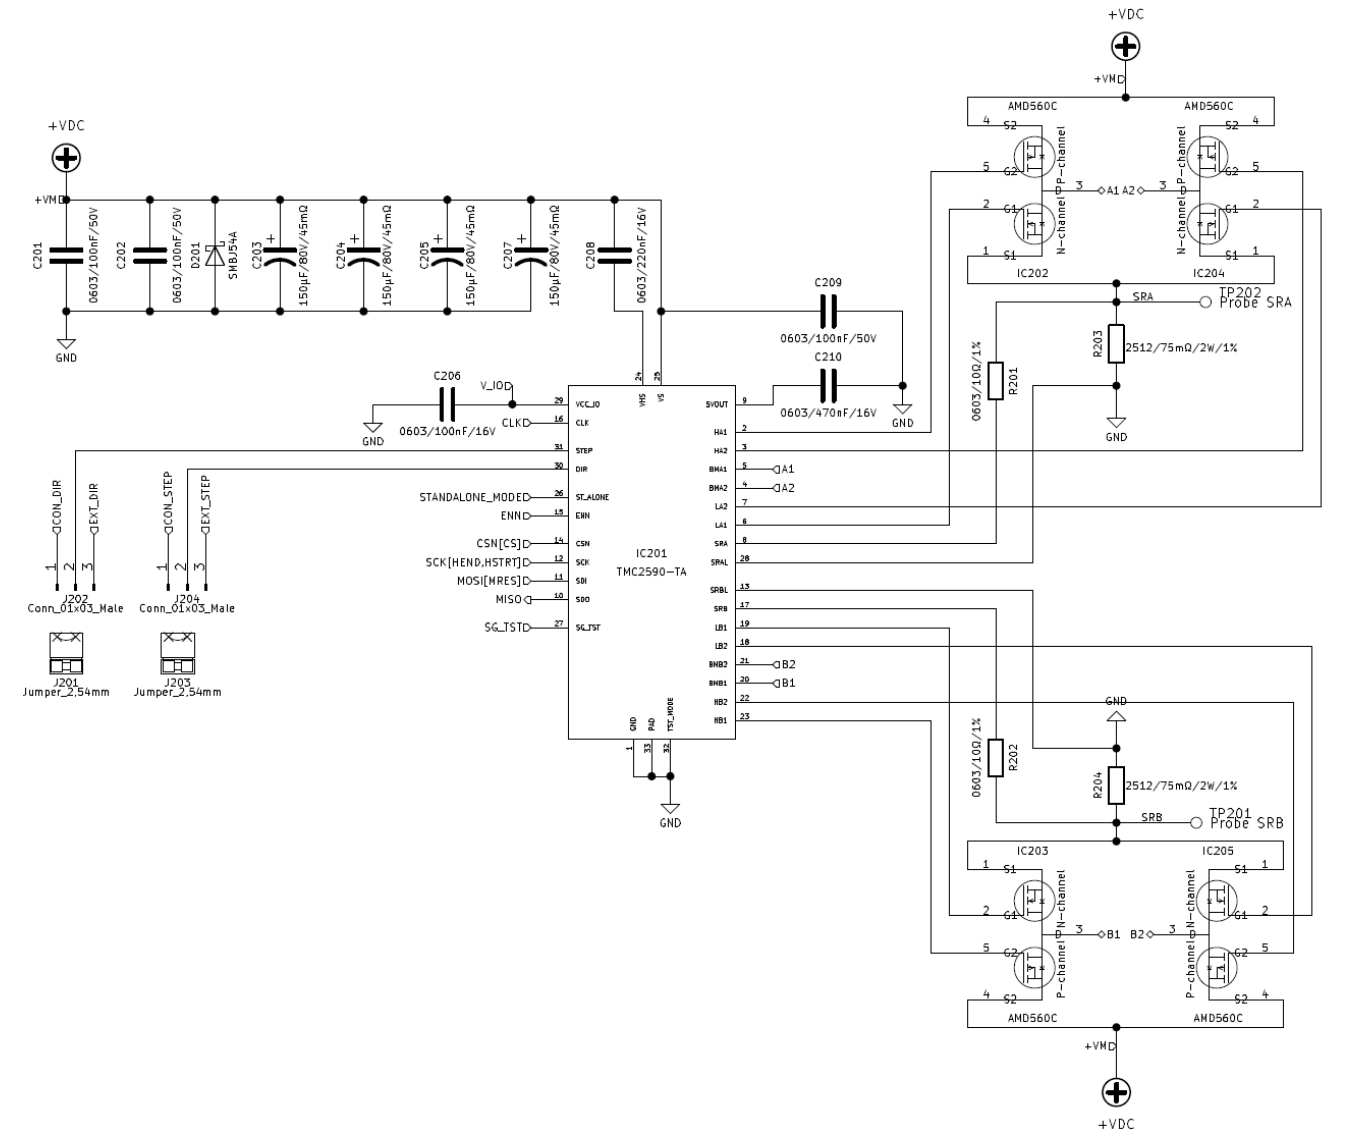 +VDC
+VM
C201
0603/100nF/50V
C202
0603/100nF/50V
D201
SMBJ54A
C203
150µF/80V/45mΩ
C204
150µF/80V/45mΩ
C205
150µF/80V/45mΩ
C207
150µF/80V/45mΩ
C208
0603/220nF/16V
GND
C209
0603/100nF/50V
C210
0603/470nF/16V
GND
C206
0603/100nF/16V
GND
V_IO
CLK
STANDALONE_MODE
ENN
CSN[CS]
SCK[HEND,HSTRT]
MOSI[MRES]
MISO
SG_TST
29 VCC_IO
16 CLK
31 STEP
30 DIR
26 ST_ALONE
15 ENN
14 CSN
12 SCK
11 SDI
10 SDO
27 SG_TST
24 VHS
25 VS
IC201
TMC2590-TA
5VOUT 9
HA1 2
HA2 3
BMA1 5 A1
BMA2 4 A2
LA2 7
LA1 6
SRA 8
SRAL 28
SRBL 13
SRB 17
LB1 19
LB2 18
BMB2 21 B2
BMB1 20 B1
HB2 22
HB1 23
GND 1
PAD 33
TST_MODE 32
GND
CON_DIR
EXT_DIR
1 2 3
J202
Conn_01x03_Male
J201
Jumper_2,54mm
CON_STEP
EXT_STEP
1 2 3
J204
Conn_01x03_Male
J203
Jumper_2,54mm
+VDC
+VM
AMD560C
AMD560C
4 S2
S2 4
5 G2
G2 5
P-channel
P-channel
D 3 A1 A2 3 D
2 G1
G1 2
N-channel
N-channel
1 S1
S1 1
IC202
IC204
SRA
TP202
Probe SRA
R203
2512/75mΩ/2W/1%
R201
0603/10Ω/1%
GND
GND
R202
0603/10Ω/1%
R204
2512/75mΩ/2W/1%
SRB
TP201
Probe SRB
IC203
IC205
1 S1
S1 1
N-channel
N-channel
2 G1
G1 2
D 3 B1 B2 3 D
5 G2
G2 5
P-channel
P-channel
4 S2
S2 4
AMD560C
AMD560C
+VM
+VDC